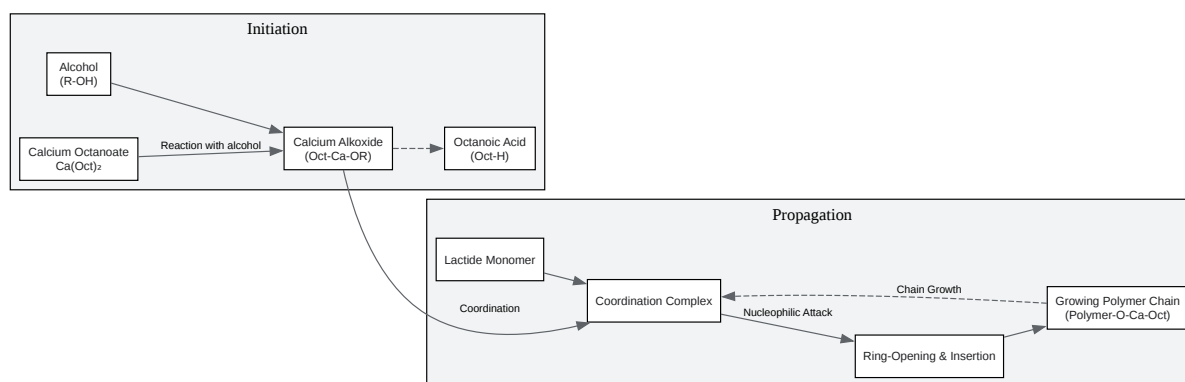 Initiation
Alcohol
(R-OH)
Calcium Octanoate
Ca(Oct)₂
Reaction with alcohol
Calcium Alkoxide
(Oct-Ca-OR)
Octanoic Acid
(Oct-H)
Propagation
Lactide Monomer
Coordination
Coordination Complex
Chain Growth
Nucleophilic Attack
Growing Polymer Chain
(Polymer-O-Ca-Oct)
Ring-Opening & Insertion